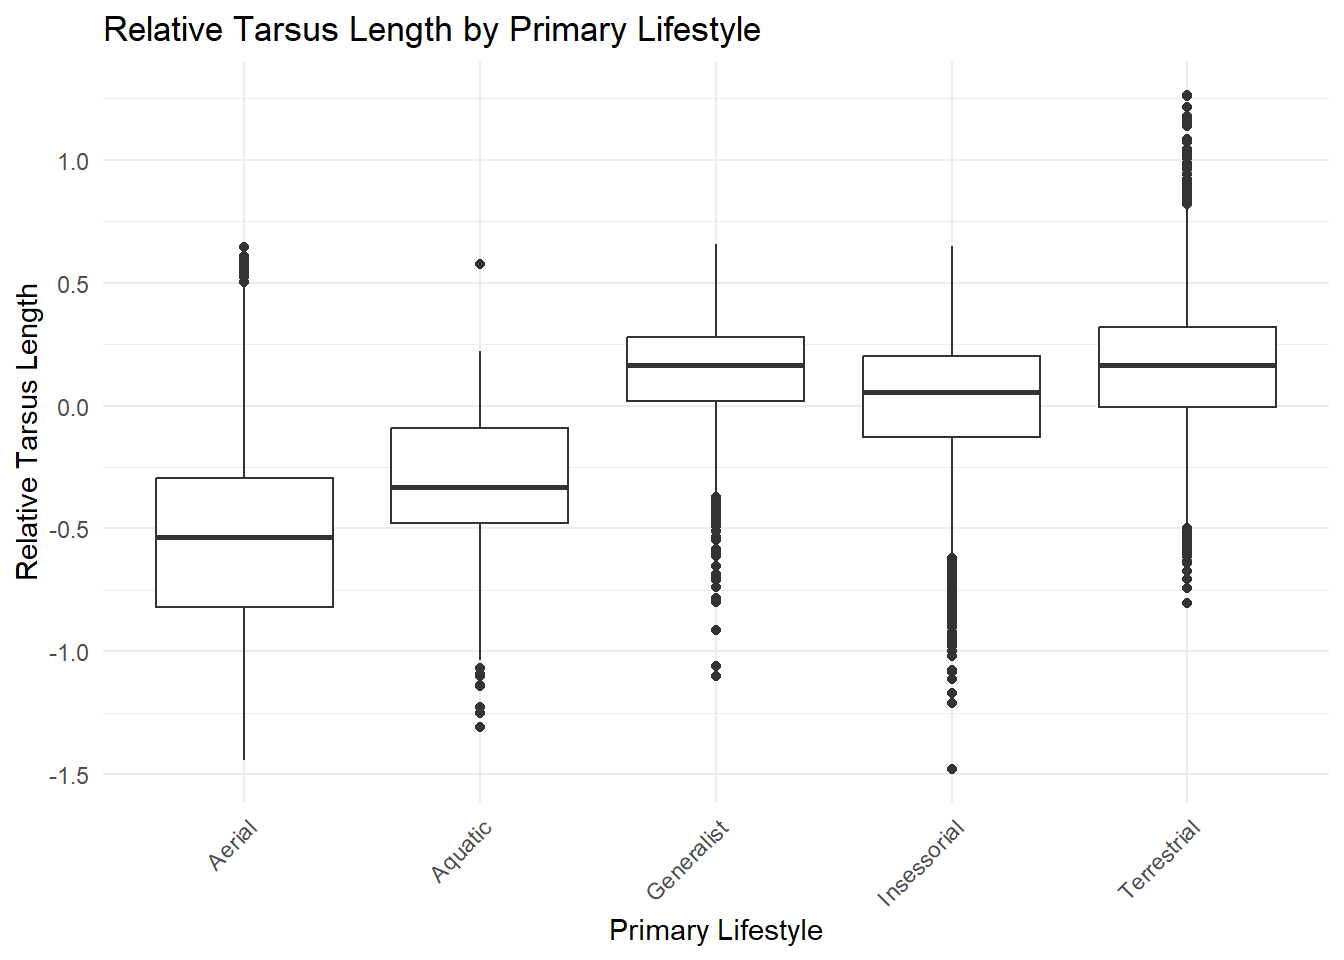 Relative Tarsus Length by Primary Lifestyle
Relative Tarsus Length
1.0
0.5
0.0
-0.5
-1.0
-1.5
Aerial
Aquatic
Generalist
Insessorial
Terrestrial
Primary Lifestyle